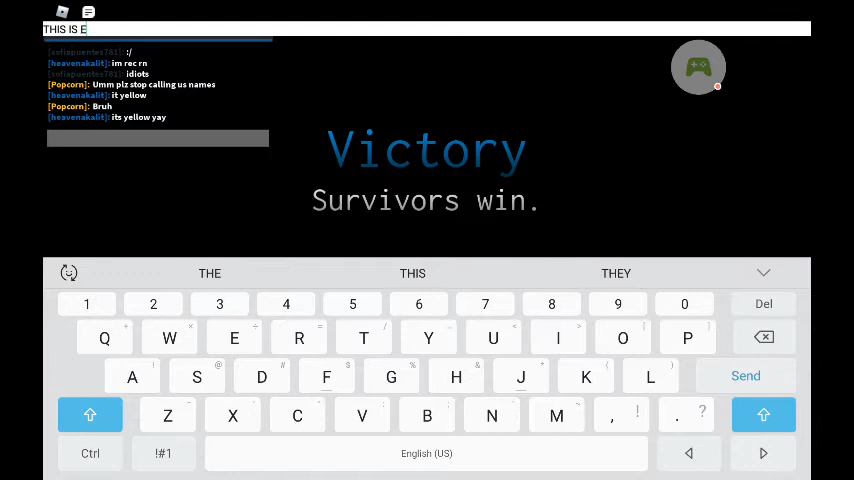 THIS IS E
[sofiapuentes781]: :/
[heavenakalit]: im rec rn
[sofiapuentes781]: idiots
[Popcorn]: Umm plz stop calling us names
[heavenakalit]: it yellow
[Popcorn]: Bruh
[heavenakalit]: its yellow yay
Victory
Survivors win.
THE THIS THEY
1 2 3 4 5 6 7 8 9 0 Del
Q W E R T Y U I O P
A S D F G H J K L Send
Z X C V B N M , ! . ?
Ctrl !#1 English (US)